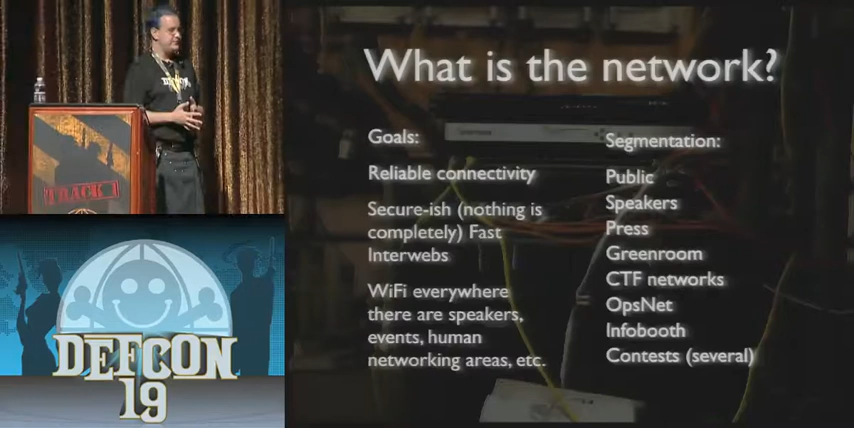 What is the network?
Goals:
Reliable connectivity
Secure-ish (nothing is
completely) Fast
Interwebs
WiFi everywhere
there are speakers,
events, human
networking areas, etc.
Segmentation:
Public
Speakers
Press
Greenroom
CTF networks
OpsNet
Infobooth
Contests (several)
TRACK 1
DEFCON
19